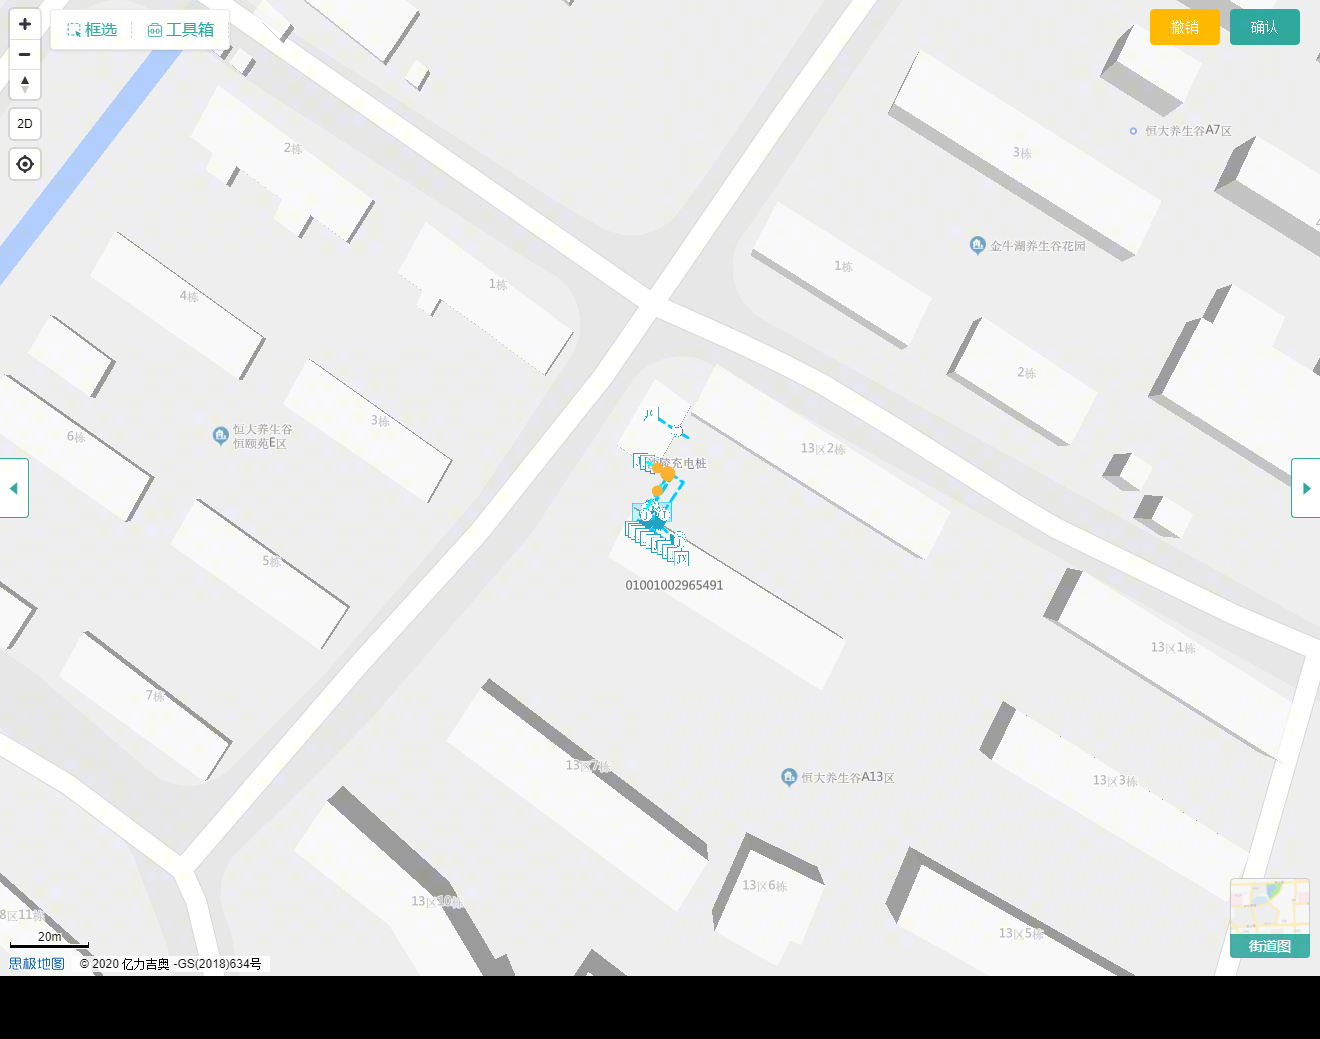 框选
工具箱
撤销
确认
2D
恒大养生谷A7区
2栋
3栋
金牛湖养生谷花园
1栋
1栋
4栋
2栋
3栋
恒大养生谷
恒颐苑E区
6栋
13区2栋
充电桩
5栋
01001002965491
13区1栋
7栋
13区7栋
恒大养生谷A13区
13区3栋
13区6栋
13区10栋
8区11栋
13区5栋
20m
街道图
思极地图
© 2020 亿力吉奥 -GS(2018)634号